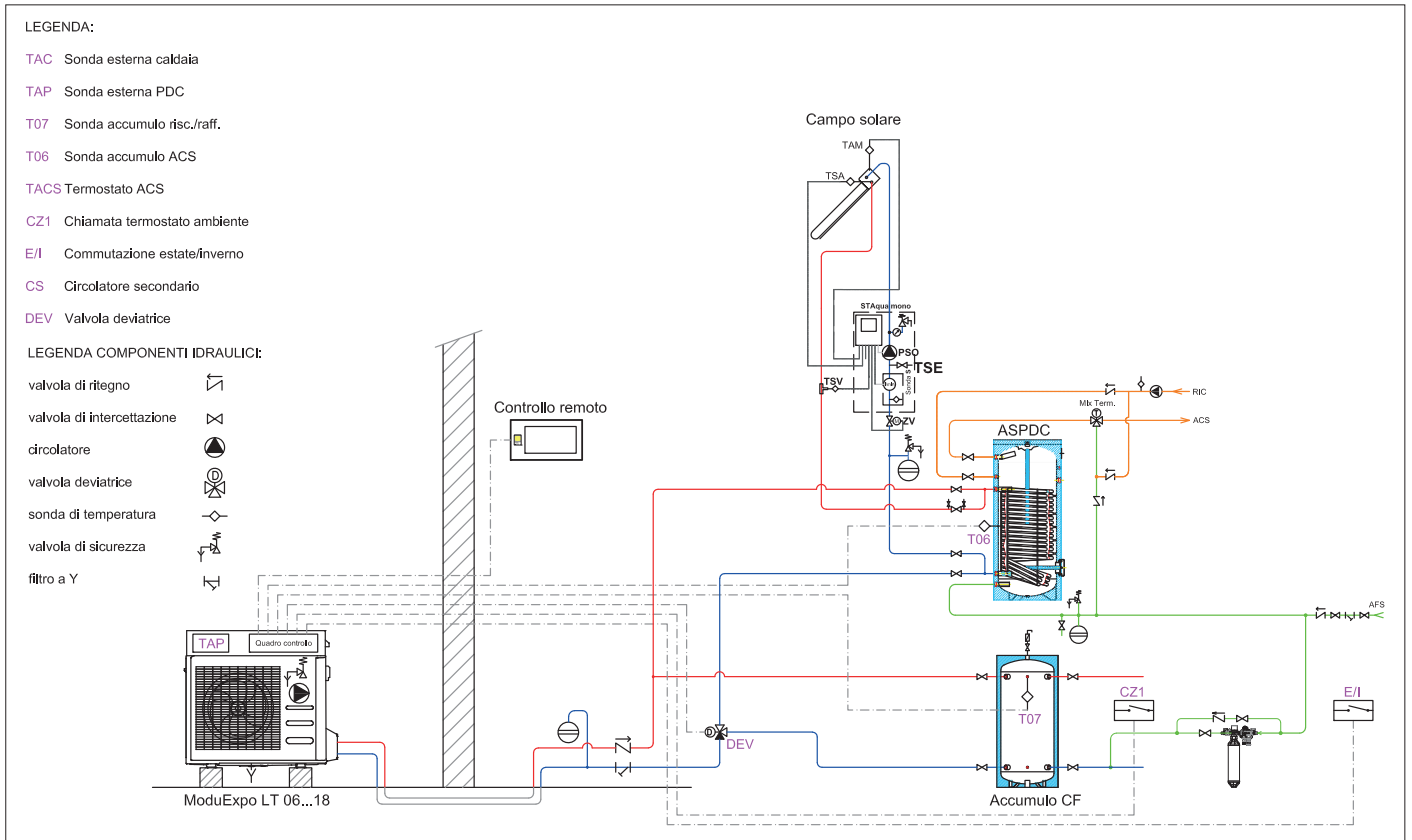 LEGENDA:
TAC Sonda esterna caldaia
TAP Sonda esterna PDC
T07 Sonda accumulo risc./raff.
T06 Sonda accumulo ACS
TACS Termostato ACS
CZ1 Chiamata termostato ambiente
E/I Commutazione estate/inverno
CS Circolatore secondario
DEV Valvola deviatrice
LEGENDA COMPONENTI IDRAULICI:
valvola di ritegno
valvola di intercettazione
circolatore
valvola deviatrice
D
sonda di temperatura
valvola di sicurezza
filtro a Y
Campo solare
TAM
TSA
STAqua mono
PSO
TSE
Sonda S
TSV
ZV
Controllo remoto
ASPDC
RIC
Mix Term.
T
ACS
T06
AFS
TAP
Quadro controllo
T07
CZ1
E/I
D
DEV
ModuExpo LT 06...18
Accumulo CF